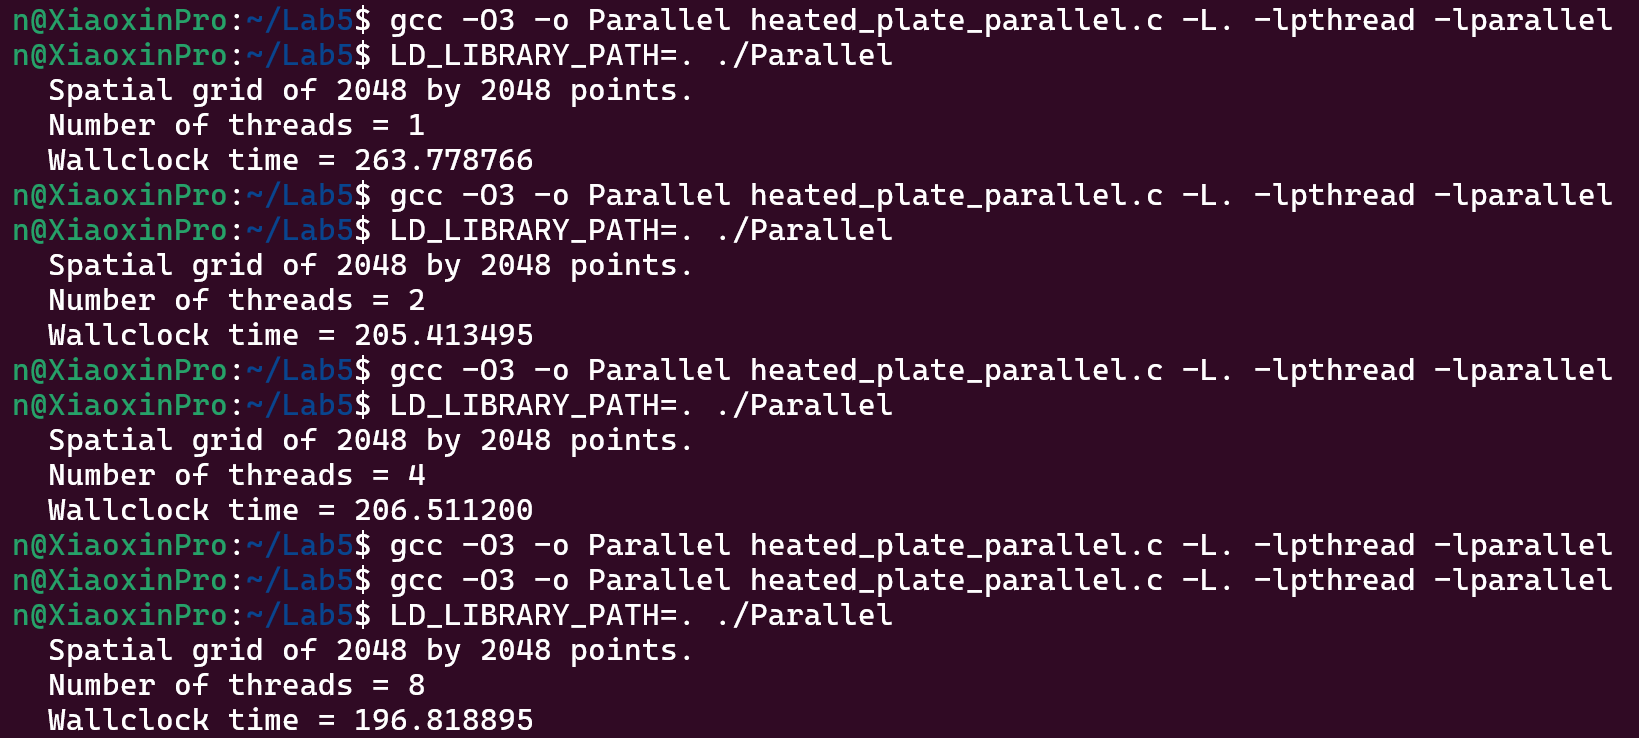 n@XiaoxinPro:~/Lab5$ gcc -O3 -o Parallel heated_plate_parallel.c -L. -lpthread -lparallel
n@XiaoxinPro:~/Lab5$ LD_LIBRARY_PATH=. ./Parallel
  Spatial grid of 2048 by 2048 points.
  Number of threads = 1
  Wallclock time = 263.778766
n@XiaoxinPro:~/Lab5$ gcc -O3 -o Parallel heated_plate_parallel.c -L. -lpthread -lparallel
n@XiaoxinPro:~/Lab5$ LD_LIBRARY_PATH=. ./Parallel
  Spatial grid of 2048 by 2048 points.
  Number of threads = 2
  Wallclock time = 205.413495
n@XiaoxinPro:~/Lab5$ gcc -O3 -o Parallel heated_plate_parallel.c -L. -lpthread -lparallel
n@XiaoxinPro:~/Lab5$ LD_LIBRARY_PATH=. ./Parallel
  Spatial grid of 2048 by 2048 points.
  Number of threads = 4
  Wallclock time = 206.511200
n@XiaoxinPro:~/Lab5$ gcc -O3 -o Parallel heated_plate_parallel.c -L. -lpthread -lparallel
n@XiaoxinPro:~/Lab5$ gcc -O3 -o Parallel heated_plate_parallel.c -L. -lpthread -lparallel
n@XiaoxinPro:~/Lab5$ LD_LIBRARY_PATH=. ./Parallel
  Spatial grid of 2048 by 2048 points.
  Number of threads = 8
  Wallclock time = 196.818895